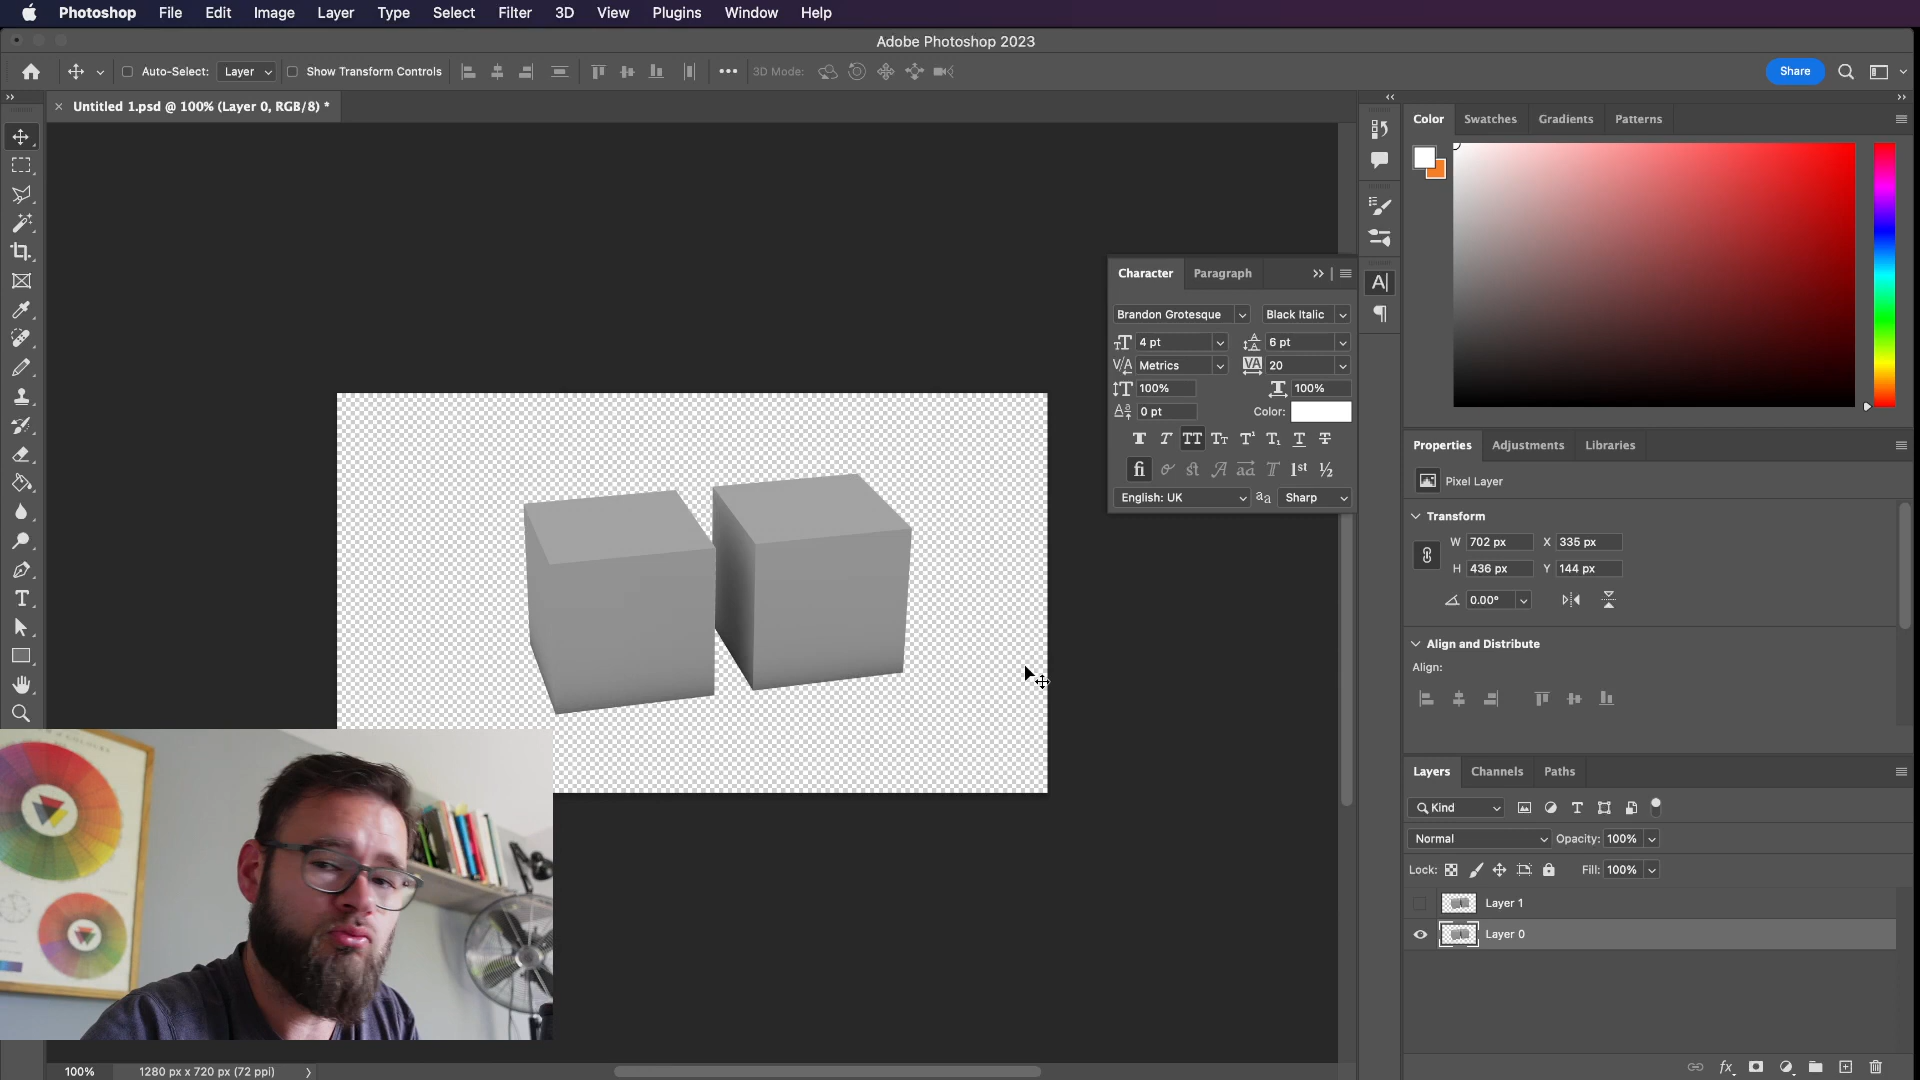 Photoshop File Edit Image Layer Type Select Filter 3D View Plugins Window Help
Adobe Photoshop 2023
Auto-Select: Layer Show Transform Controls 3D Mode: Share
Untitled 1.psd @ 100% (Layer 0, RGB/8) *
Color Swatches Gradients Patterns
Character Paragraph
Brandon Grotesque Black Italic
4 pt 6 pt
Metrics 20
100% 100%
0 pt Color:
English: UK Sharp
Properties Adjustments Libraries
Pixel Layer
Transform
W 702 px X 335 px
H 436 px Y 144 px
0.00°
Align and Distribute
Align:
Layers Channels Paths
Kind
Normal Opacity: 100%
Lock: Fill: 100%
Layer 1
Layer 0
100% 1280 px x 720 px (72 ppi)